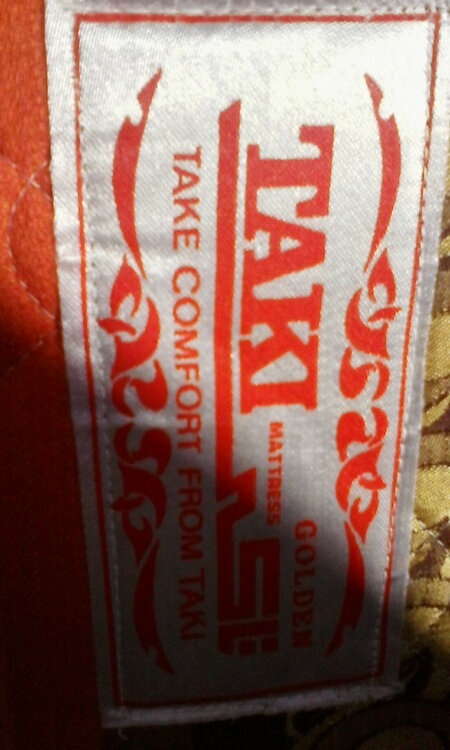 TAKI GOLDEN
MATTRESS
TAKE COMFORT FROM TAKI